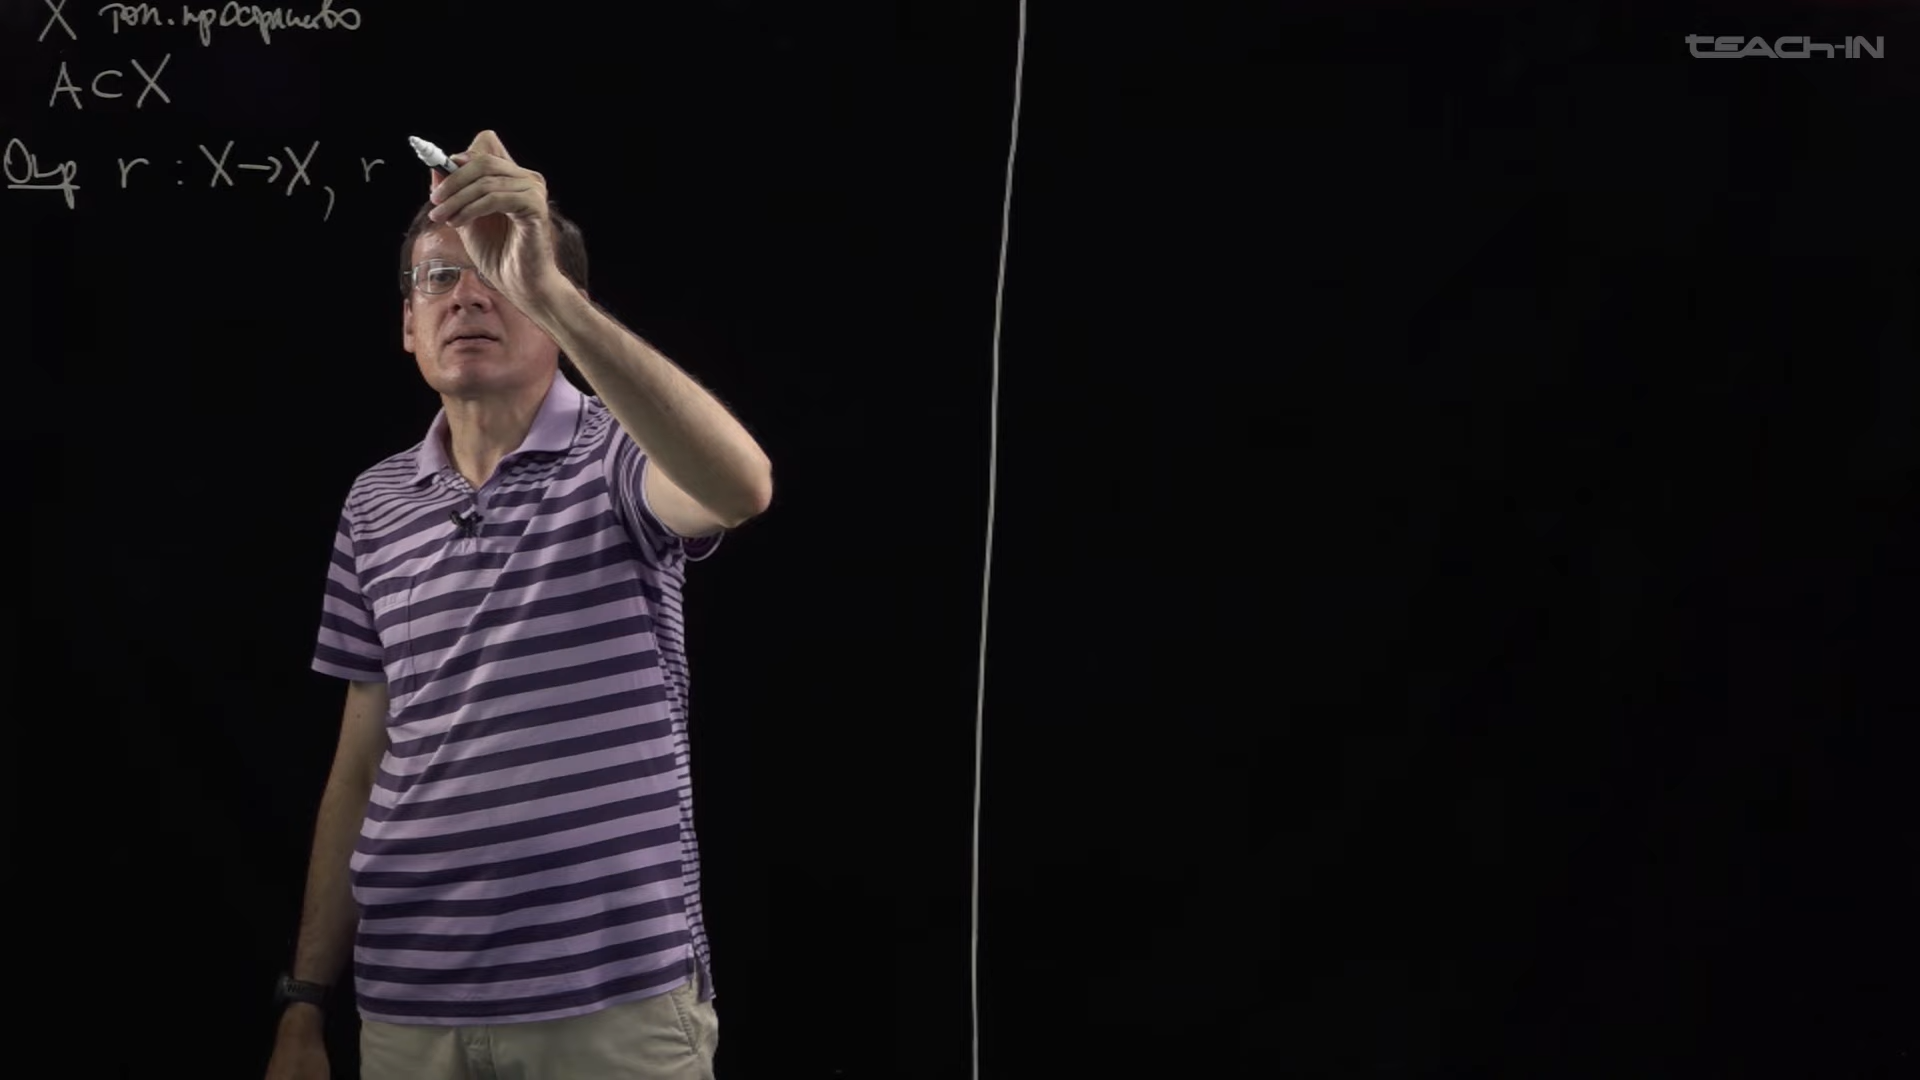 X топ. пространство
A ⊂ X
Опр r : X → X, r
TEACH-IN